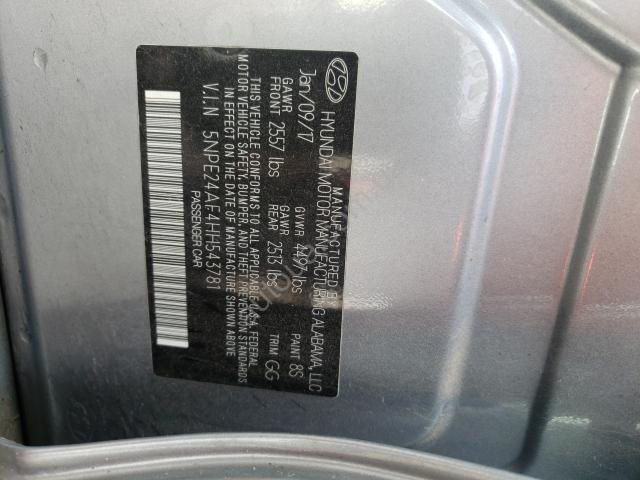 MANUFACTURED BY
HYUNDAI MOTOR MANUFACTURING ALABAMA, LLC
Jan/09/17 GVWR 4497 lbs PAINT 8S
GAWR FRONT 2557 lbs GAWR REAR 2513 lbs TRIM GG
THIS VEHICLE CONFORMS TO ALL APPLICABLE U.S.A. FEDERAL
MOTOR VEHICLE SAFETY, BUMPER, AND THEFT PREVENTION STANDARDS
IN EFFECT ON THE DATE OF MANUFACTURE SHOWN ABOVE
V.I.N 5NPE24AF4HH543781
PASSENGER CAR